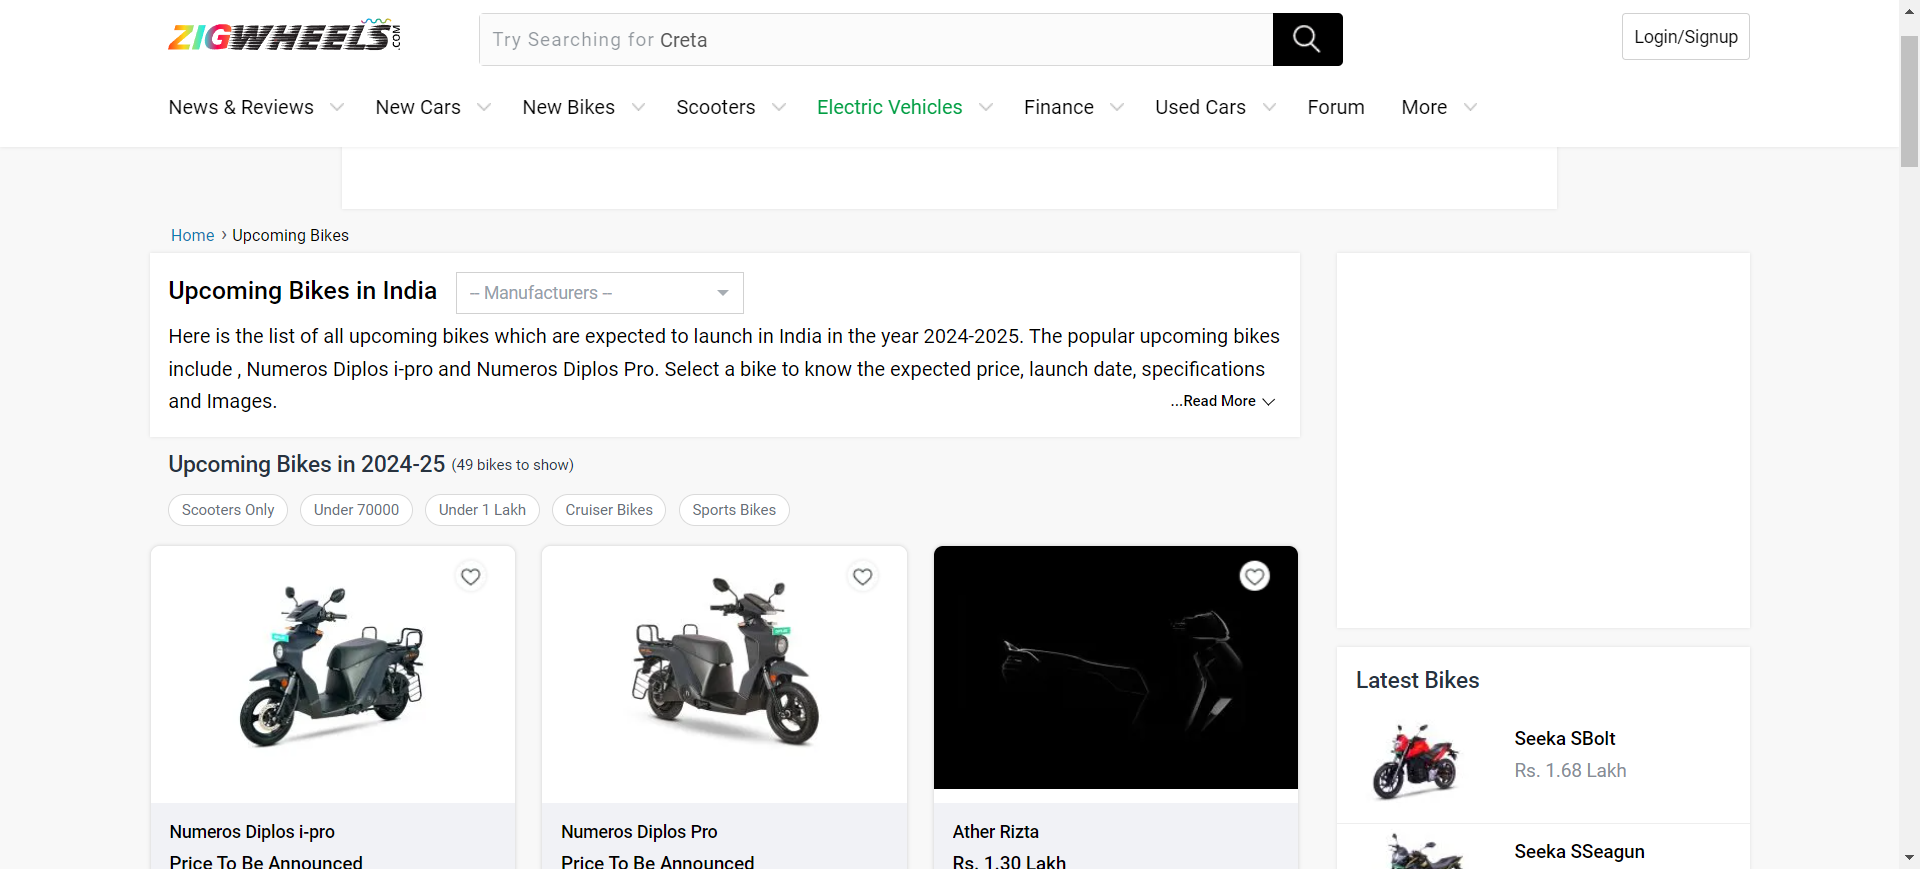 ZIGWHEELS.COM
Try Searching for Creta
Login/Signup
News & Reviews
New Cars
New Bikes
Scooters
Electric Vehicles
Finance
Used Cars
Forum
More
Home › Upcoming Bikes
Upcoming Bikes in India
-- Manufacturers --
Here is the list of all upcoming bikes which are expected to launch in India in the year 2024-2025. The popular upcoming bikes
include , Numeros Diplos i-pro and Numeros Diplos Pro. Select a bike to know the expected price, launch date, specifications
and Images.
...Read More
Upcoming Bikes in 2024-25 (49 bikes to show)
Scooters Only
Under 70000
Under 1 Lakh
Cruiser Bikes
Sports Bikes
Numeros Diplos i-pro
Price To Be Announced
Numeros Diplos Pro
Price To Be Announced
Ather Rizta
Rs. 1.30 Lakh
Latest Bikes
Seeka SBolt
Rs. 1.68 Lakh
Seeka SSeagun